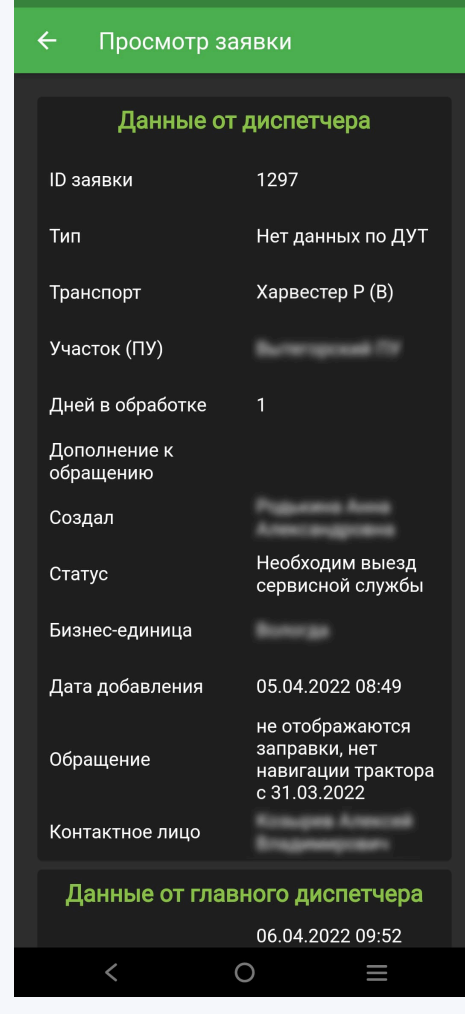 Просмотр заявки
Данные от диспетчера
ID заявки 1297
Тип Нет данных по ДУТ
Транспорт Харвестер Р (В)
Участок (ПУ)
Дней в обработке 1
Дополнение к
обращению
Создал
Статус Необходим выезд
сервисной службы
Бизнес-единица
Дата добавления 05.04.2022 08:49
Обращение не отображаются
заправки, нет
навигации трактора
с 31.03.2022
Контактное лицо
Данные от главного диспетчера
06.04.2022 09:52